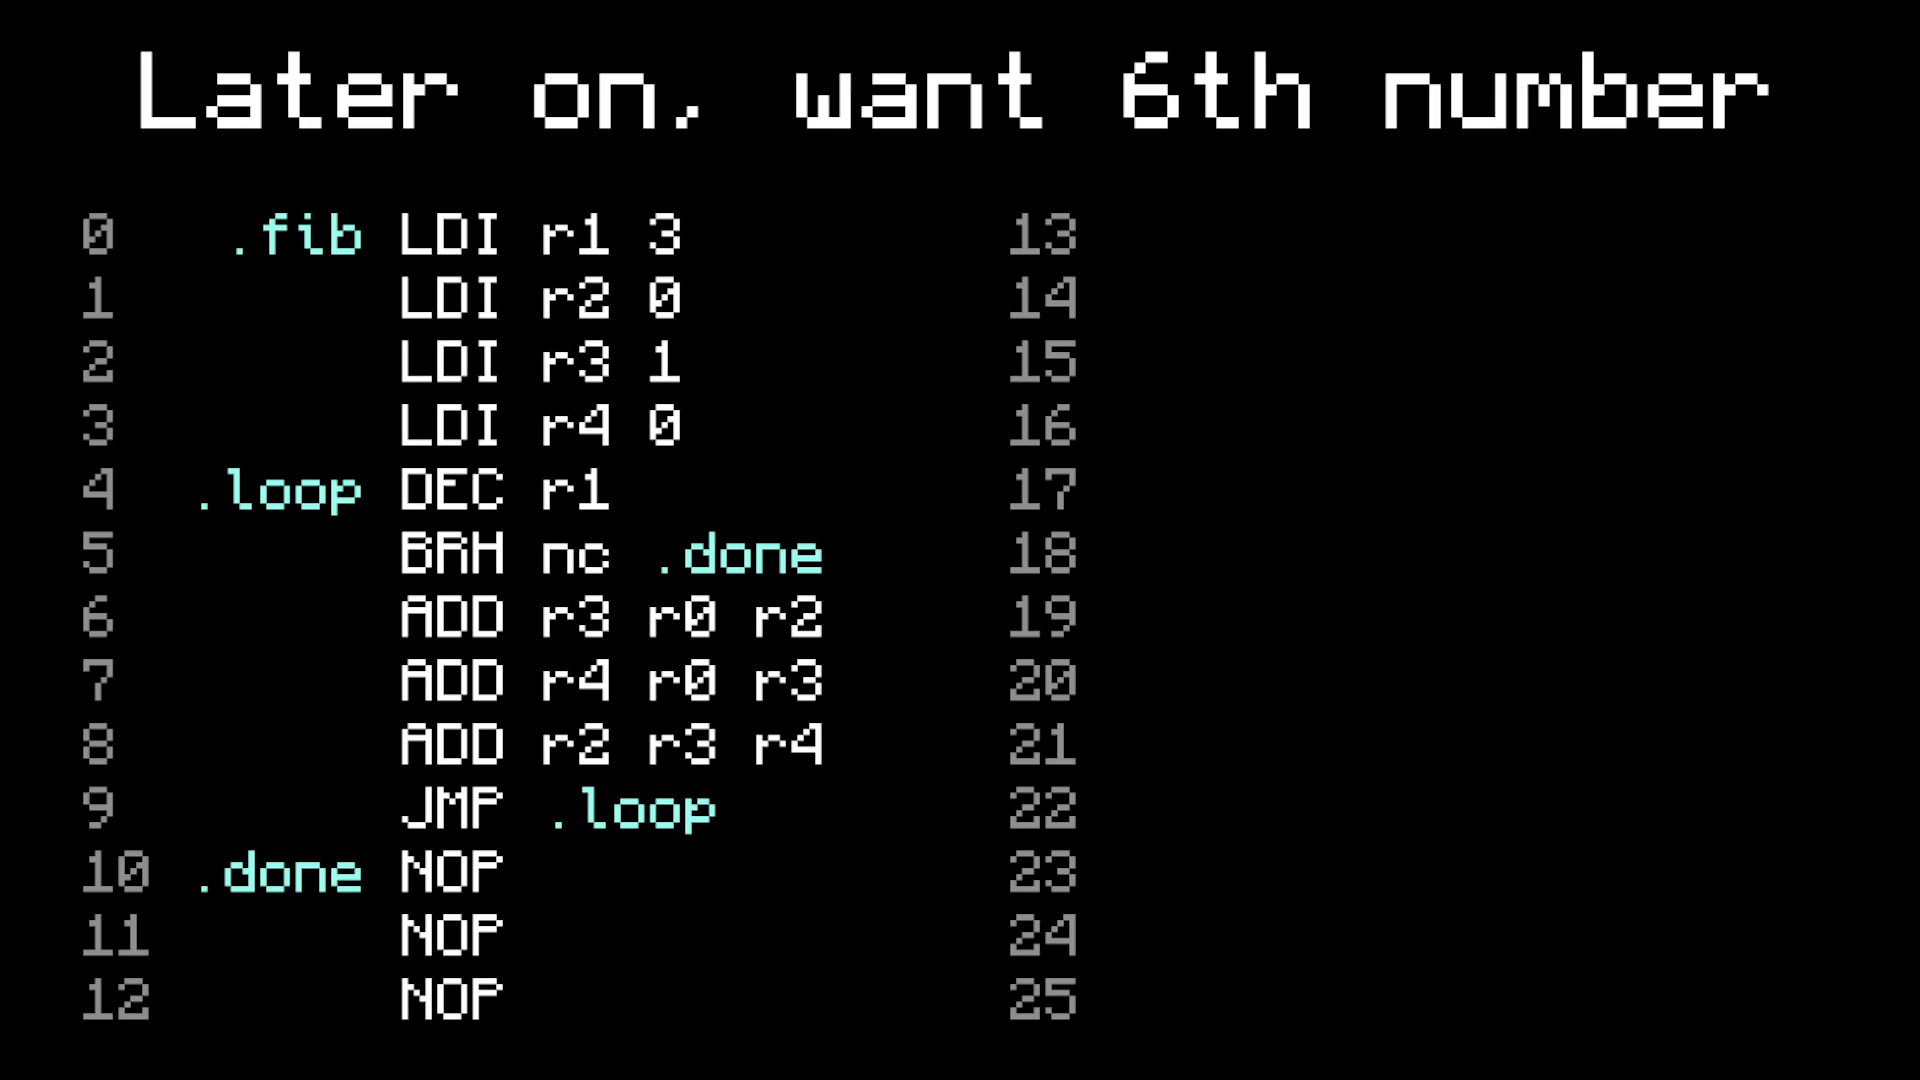 Later on, want 6th number
0 .fib LDI r1 3
1 LDI r2 0
2 LDI r3 1
3 LDI r4 0
4 .loop DEC r1
5 BRH nc .done
6 ADD r3 r0 r2
7 ADD r4 r0 r3
8 ADD r2 r3 r4
9 JMP .loop
10 .done NOP
11 NOP
12 NOP
13
14
15
16
17
18
19
20
21
22
23
24
25